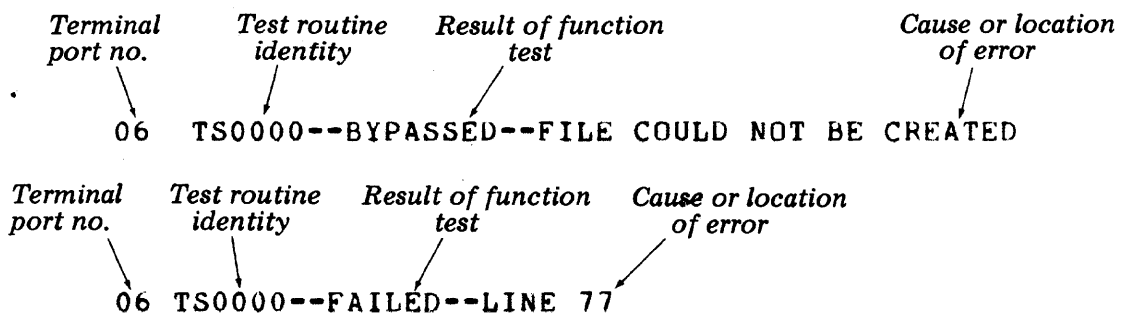 Terminal Test routine Result of function Cause or location
port no. identity test of error
06 TS0000--BYPASSED--FILE COULD NOT BE CREATED
Terminal Test routine Result of function Cause or location
port no. identity test of error
06 TS0000--FAILED--LINE 77